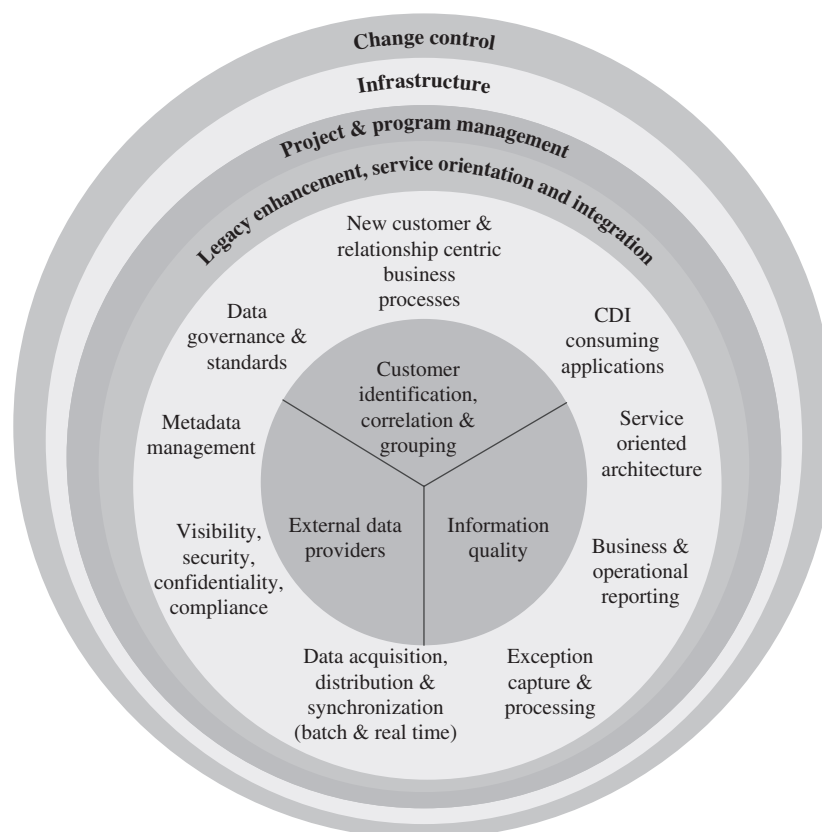 Change control
Infrastructure
Project & program management
Legacy enhancement, service orientation and integration
New customer &
relationship centric
business
processes
Data
governance &
standards
CDI
consuming
applications
Customer
identification,
correlation &
grouping
Metadata
management
Service
oriented
architecture
External data
providers
Information
quality
Visibility,
security,
confidentiality,
compliance
Business &
operational
reporting
Data acquisition,
distribution &
synchronization
(batch & real time)
Exception
capture &
processing